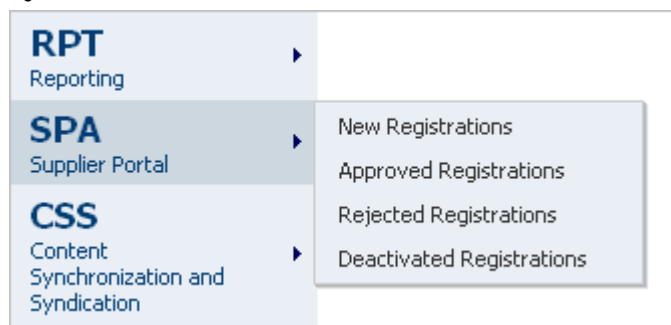 RPT
Reporting
SPA
Supplier Portal
New Registrations
Approved Registrations
Rejected Registrations
Deactivated Registrations
CSS
Content
Synchronization and
Syndication